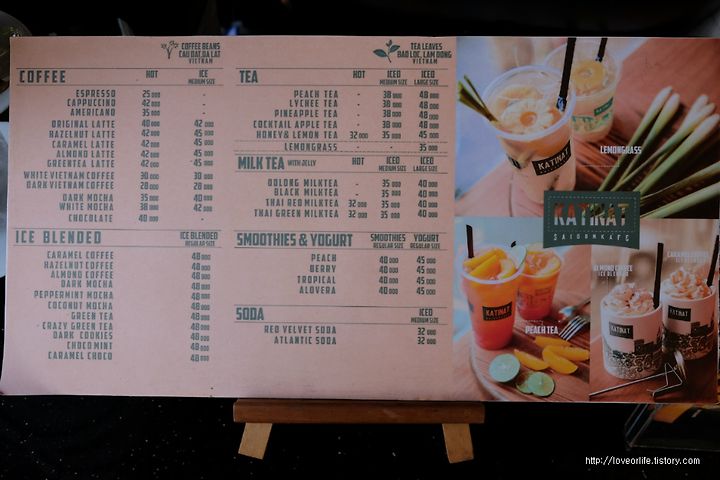 COFFEE BEANS
CAU DAT, DA LAT
VIETNAM
COFFEE HOT ICE
MEDIUM SIZE
ESPRESSO 25 000 -
CAPPUCCINO 42 000 -
AMERICANO 35 000 -
ORIGINAL LATTE 40 000 42 000
HAZELNUT LATTE 42 000 45 000
CARAMEL LATTE 42 000 45 000
ALMOND LATTE 42 000 45 000
GREENTEA LATTE 42 000 45 000
WHITE VIETNAM COFFEE 30 000 30 000
DARK VIETNAM COFFEE 28 000 28 000
DARK MOCHA 35 000 40 000
WHITE MOCHA 38 000 42 000
CHOCOLATE 40 000
ICE BLENDED ICE BLENDED
REGULAR SIZE
CARAMEL COFFEE 48 000
HAZELNUT COFFEE 48 000
ALMOND COFFEE 48 000
DARK MOCHA 48 000
PEPPERMINT MOCHA 48 000
COCONUT MOCHA 48 000
GREEN TEA 48 000
CRAZY GREEN TEA 48 000
DARK COOKIES 48 000
CHOCO MINT 48 000
CARAMEL CHOCO 48 000
TEA LEAVES
BAO LOC, LAM DONG
VIETNAM
TEA HOT ICED ICED
MEDIUM SIZE LARGE SIZE
PEACH TEA - 38 000 48 000
LYCHEE TEA - 38 000 48 000
PINEAPPLE TEA - 38 000 48 000
COCKTAIL APPLE TEA - 38 000 48 000
HONEY & LEMON TEA 32 000 35 000 45 000
LEMONGRASS - - 35 000
MILK TEA WITH JELLY HOT ICED ICED
MEDIUM SIZE LARGE SIZE
OOLONG MILKTEA - 35 000 40 000
BLACK MILKTEA - 35 000 40 000
THAI RED MILKTEA 32 000 35 000 40 000
THAI GREEN MILKTEA 32 000 35 000 40 000
SMOOTHIES & YOGURT SMOOTHIES YOGURT
REGULAR SIZE REGULAR SIZE
PEACH 40 000 45 000
BERRY 40 000 45 000
TROPICAL 40 000 45 000
ALOVERA 40 000 45 000
SODA ICED
MEDIUM SIZE
RED VELVET SODA 32 000
ATLANTIC SODA 32 000
KATINAT
LEMONGRASS
KATINAT
SAIGON KAFE
KATINAT
PEACH TEA
ALMOND COFFEE
ICE BLENDED
CARAMEL COFFEE
ICE BLENDED
KATINAT
KATINAT
http://loveorlife.tistory.com